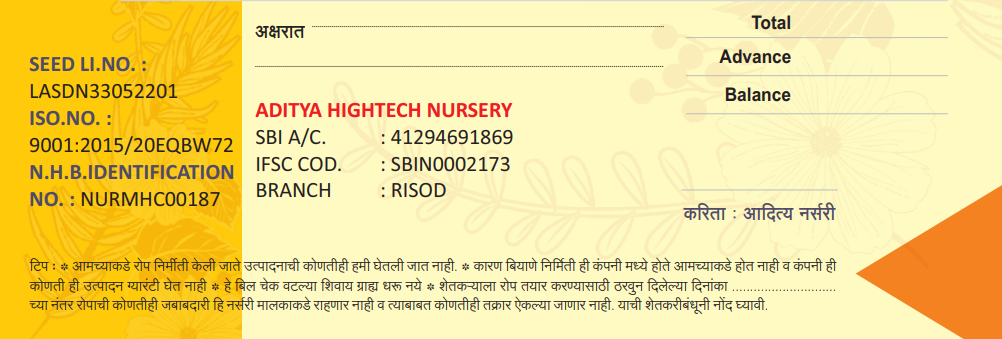 अक्षरात
Total
Advance
Balance
SEED LI.NO. :
LASDN33052201
ISO.NO. :
9001:2015/20EQBW72
N.H.B.IDENTIFICATION
NO. : NURMHC00187
ADITYA HIGHTECH NURSERY
SBI A/C. : 41294691869
IFSC COD. : SBIN0002173
BRANCH : RISOD
करिता : आदित्य नर्सरी
टिप : * आमच्याकडे रोप निर्मीती केली जाते उत्पादनाची कोणतीही हमी घेतली जात नाही. * कारण बियाणे निर्मिती ही कंपनी मध्ये होते आमच्याकडे होत नाही व कंपनी ही
कोणती ही उत्पादन ग्यारंटी घेत नाही * हे बिल चेक वटल्या शिवाय ग्राह्य धरू नये * शेतकऱ्याला रोप तयार करण्यासाठी ठरवुन दिलेल्या दिनांका ............................
च्या नंतर रोपाची कोणतीही जबाबदारी हि नर्सरी मालकाकडे राहणार नाही व त्याबाबत कोणतीही तक्रार ऐकल्या जाणार नाही. याची शेतकरीबंधूनी नोंद घ्यावी.